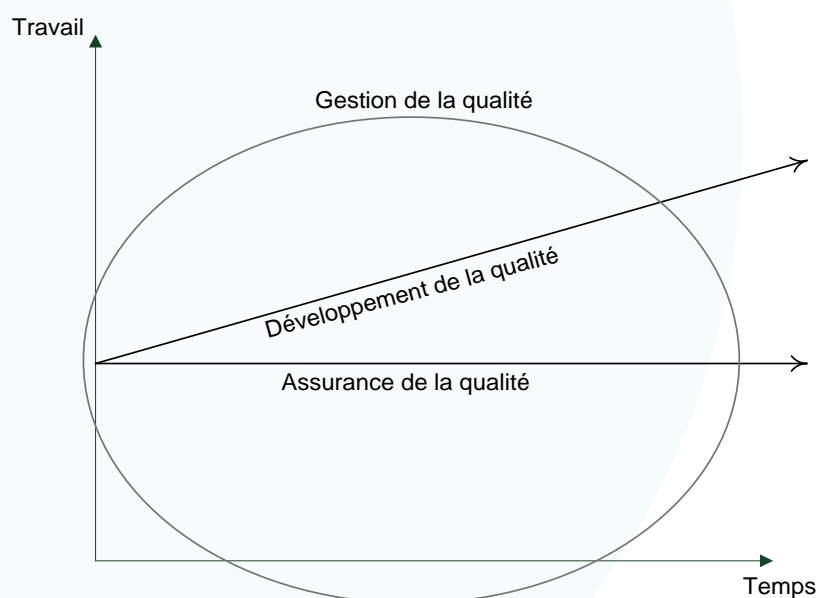 Travail
Gestion de la qualité
Développement de la qualité
Assurance de la qualité
Temps